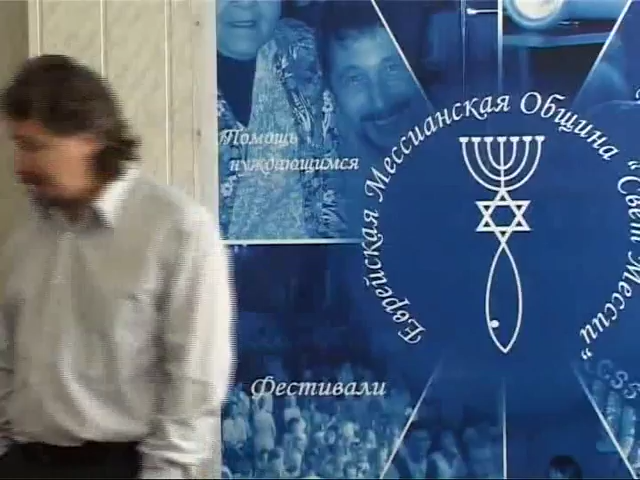 Помощь
нуждающимся
Еврейская Мессианская Община "Свет Мессии"
Фестивали